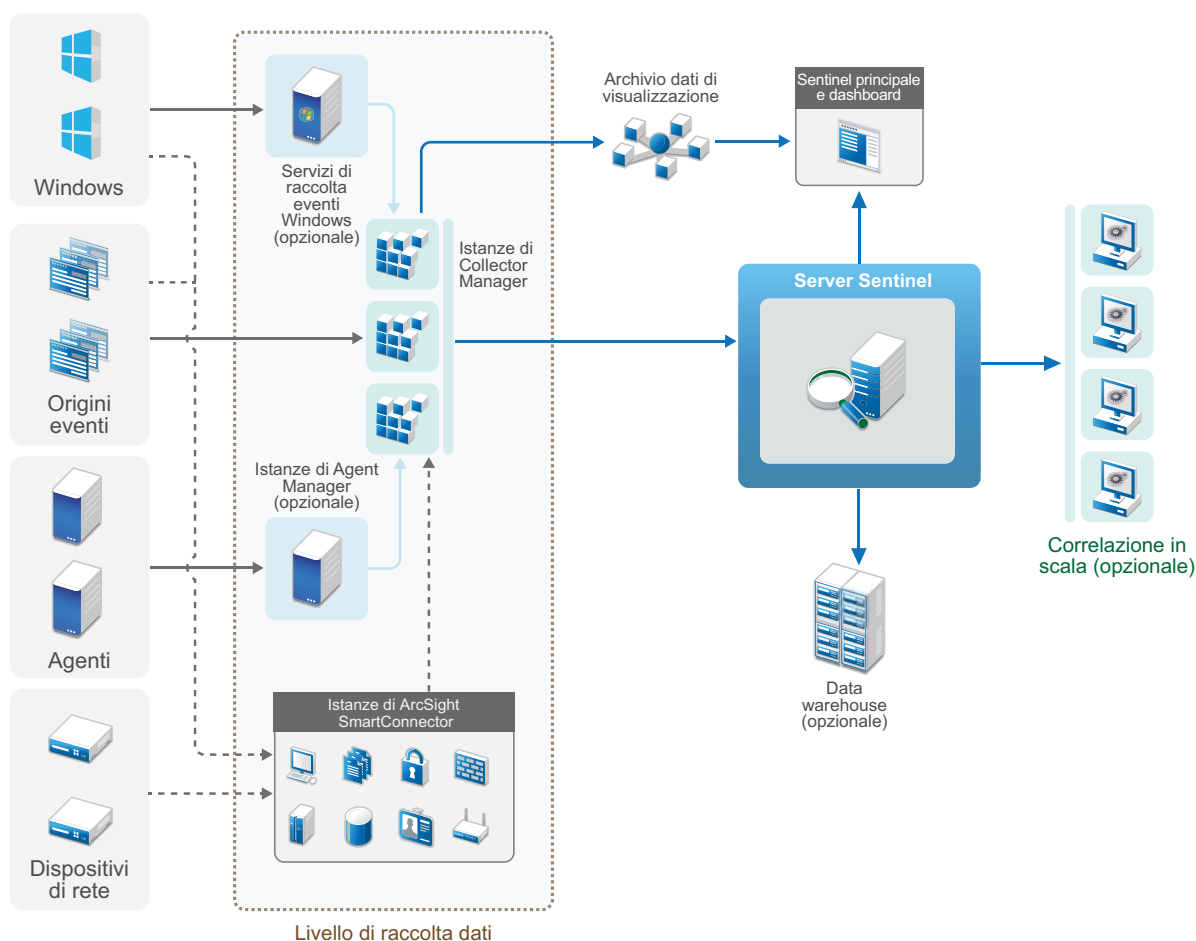 Windows
Origini
eventi
Agenti
Dispositivi
di rete
Servizi di
raccolta
eventi
Windows
(opzionale)
Istanze di
Collector
Manager
Istanze di Agent
Manager
(opzionale)
Istanze di ArcSight
SmartConnector
Livello di raccolta dati
Archivio dati di
visualizzazione
Sentinel principale
e dashboard
Server Sentinel
Data
warehouse
(opzionale)
Correlazione in
scala (opzionale)